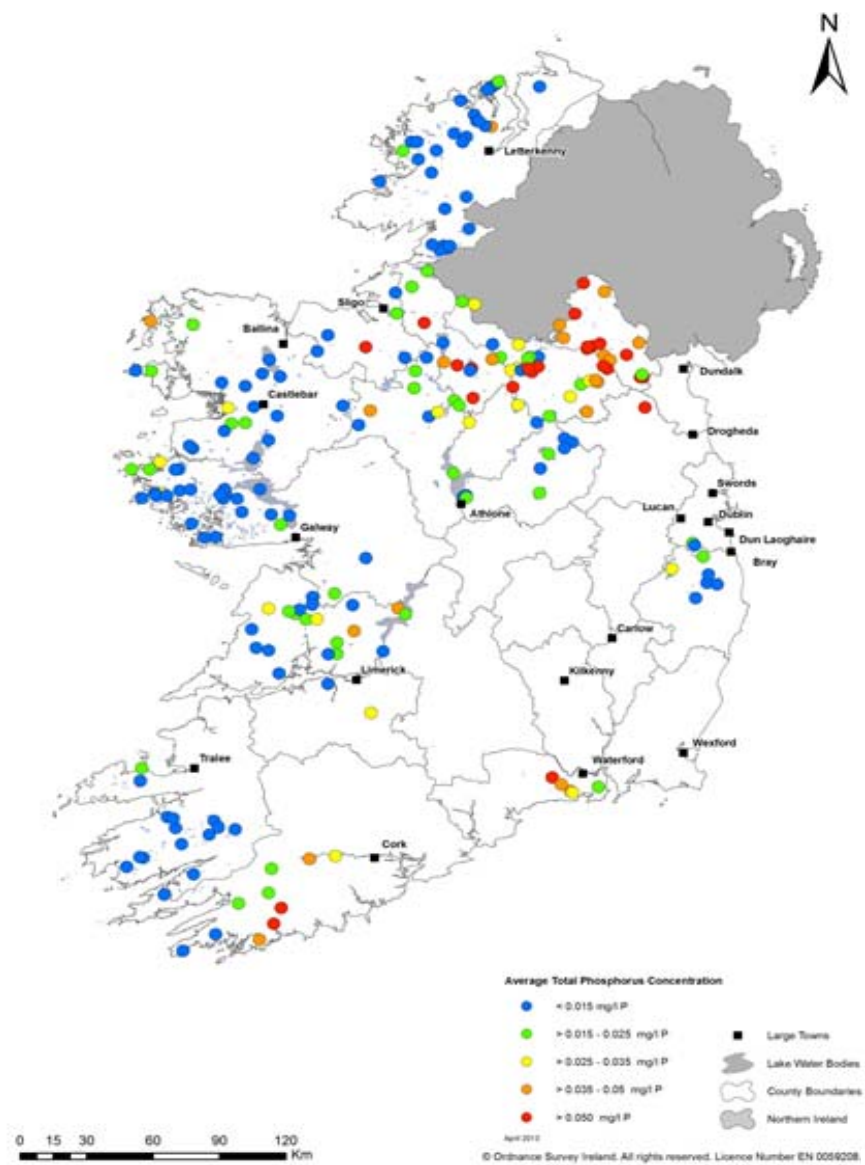 N
Letterkenny
Sligo
Ballina
Dundalk
Castlebar
Drogheda
Swords
Athlone
Lucan
Dublin
Galway
Dun Laoghaire
Bray
Carlow
Limerick
Kilkenny
Wexford
Tralee
Waterford
Cork
Average Total Phosphorus Concentration
< 0.015 mg/l P
> 0.015 - 0.025 mg/l P
> 0.025 - 0.035 mg/l P
> 0.035 - 0.05 mg/l P
> 0.050 mg/l P
Large Towns
Lake Water Bodies
County Boundaries
Northern Ireland
April 2010
0 15 30 60 90 120
Km
© Ordnance Survey Ireland. All rights reserved. Licence Number EN 0059208.